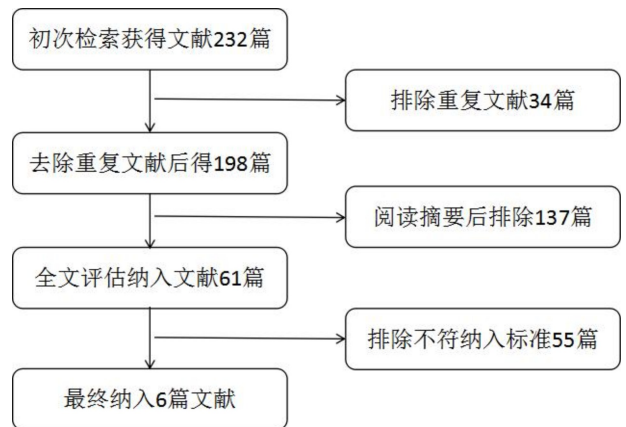 初次检索获得文献232篇
排除重复文献34篇
去除重复文献后得198篇
阅读摘要后排除137篇
全文评估纳入文献61篇
排除不符纳入标准55篇
最终纳入6篇文献